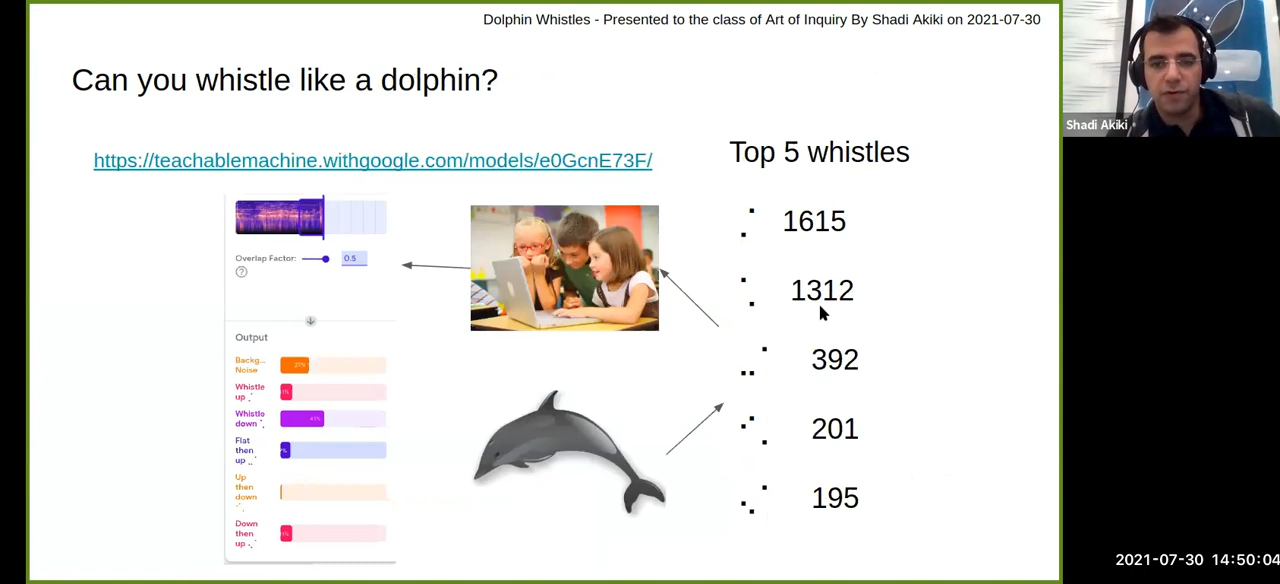 Dolphin Whistles - Presented to the class of Art of Inquiry By Shadi Akiki on 2021-07-30
Can you whistle like a dolphin?
https://teachablemachine.withgoogle.com/models/e0GcnE73F/
Overlap Factor: 0.5
?
Output
Backg...
Noise
Whistle
up
Whistle
down
41%
Flat
then
up
Up
then
down
Down
then
up
Top 5 whistles
1615
1312
392
201
195
Shadi Akiki
2021-07-30 14:50:04